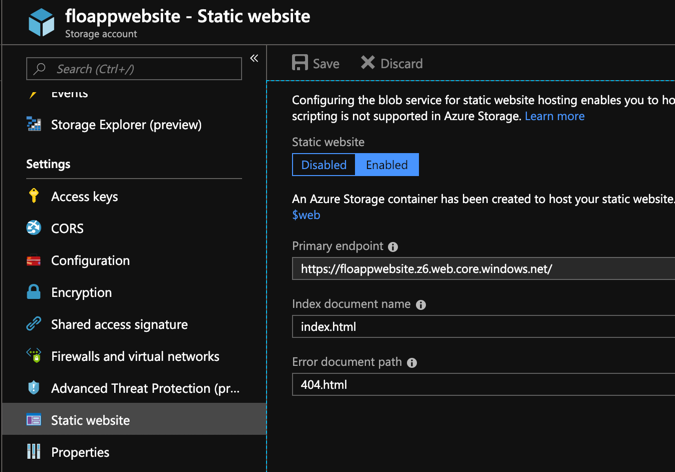 floappwebsite - Static website
Storage account
Search (Ctrl+/)
«
Events
Storage Explorer (preview)
Settings
Access keys
CORS
Configuration
Encryption
Shared access signature
Firewalls and virtual networks
Advanced Threat Protection (pr...
Static website
Properties
Save
Discard
Configuring the blob service for static website hosting enables you to ho
scripting is not supported in Azure Storage. Learn more
Static website
Disabled
Enabled
An Azure Storage container has been created to host your static website.
$web
Primary endpoint
https://floappwebsite.z6.web.core.windows.net/
Index document name
index.html
Error document path
404.html